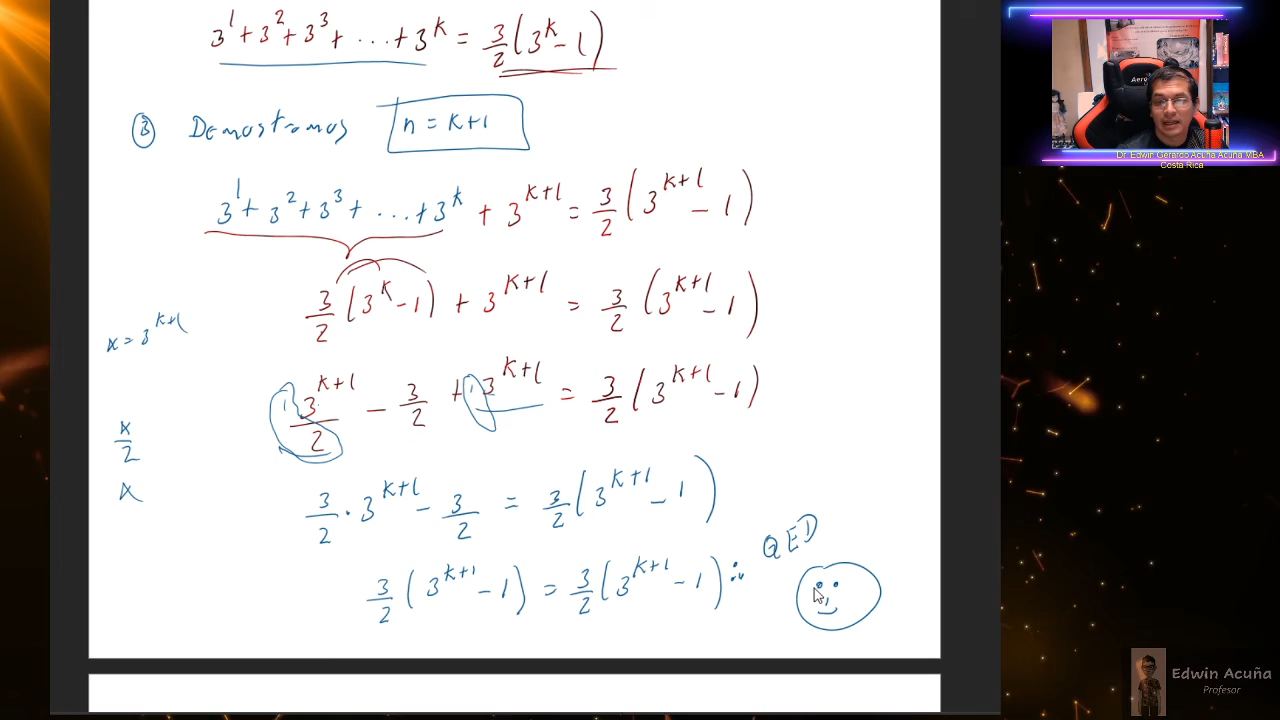 3¹ + 3² + 3³ + ... + 3ᵏ = 3/2 (3ᵏ - 1)
③ Demostramos n = k+1
3¹ + 3² + 3³ + ... + 3ᵏ + 3ᵏ⁺¹ = 3/2 (3ᵏ⁺¹ - 1)
3/2 (3ᵏ - 1) + 3ᵏ⁺¹ = 3/2 (3ᵏ⁺¹ - 1)
x = 3ᵏ⁺¹
1 3ᵏ⁺¹/2 - 3/2 + 1 3ᵏ⁺¹ = 3/2 (3ᵏ⁺¹ - 1)
x/2
x
3/2 · 3ᵏ⁺¹ - 3/2 = 3/2 (3ᵏ⁺¹ - 1)
3/2 (3ᵏ⁺¹ - 1) = 3/2 (3ᵏ⁺¹ - 1) ∴ QED
Aero
Dr. Edwin Gerardo Acuña Acuña MBA
Costa Rica
Edwin Acuña
Profesor